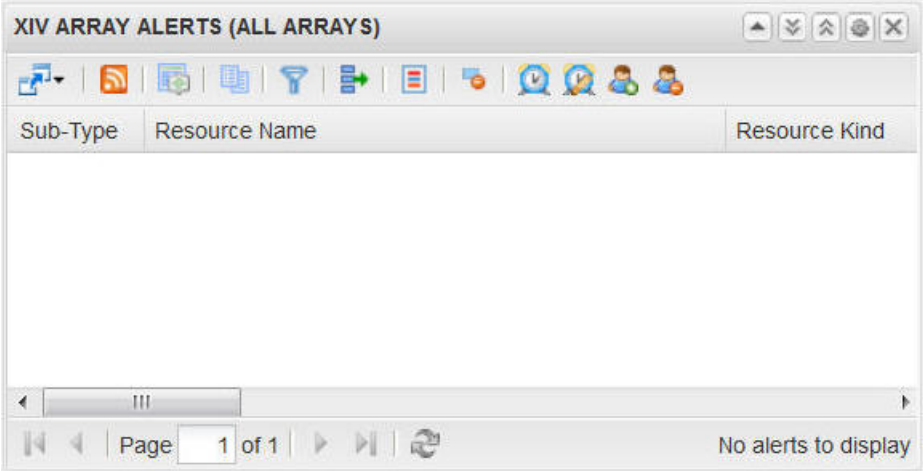 XIV ARRAY ALERTS (ALL ARRAYS)
Sub-Type Resource Name Resource Kind
Page 1 of 1 No alerts to display